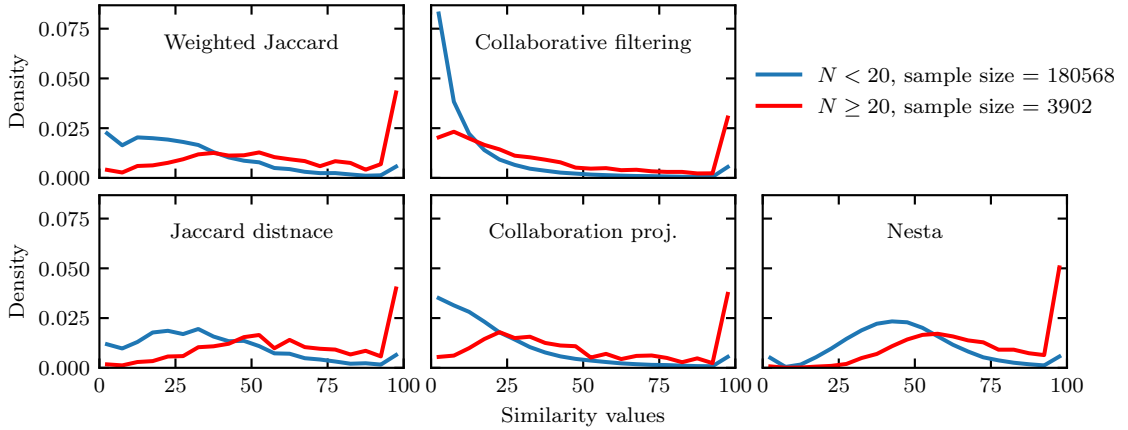 0.075
0.050
0.025
0.000
Density
Weighted Jaccard
Collaborative filtering
N < 20, sample size = 180568
N ≥ 20, sample size = 3902
0.075
0.050
0.025
0.000
Density
Jaccard distnace
Collaboration proj.
Nesta
0 25 50 75 100
0 25 50 75 100
0 25 50 75 100
Similarity values